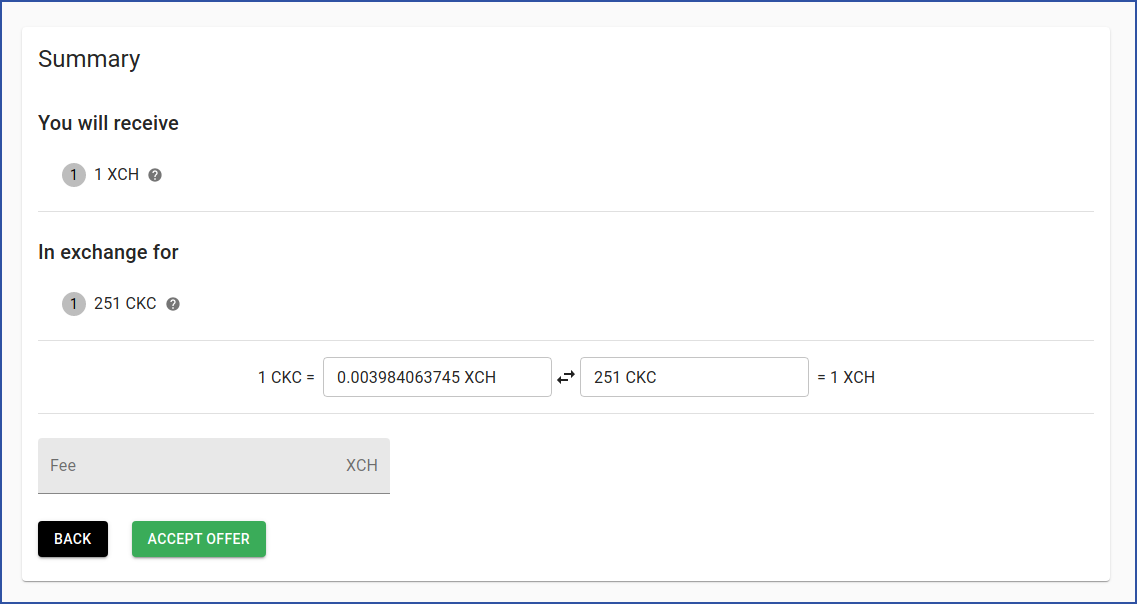 Summary
You will receive
1 1 XCH ?
In exchange for
1 251 CKC ?
1 CKC = 0.003984063745 XCH 251 CKC = 1 XCH
Fee XCH
BACK ACCEPT OFFER